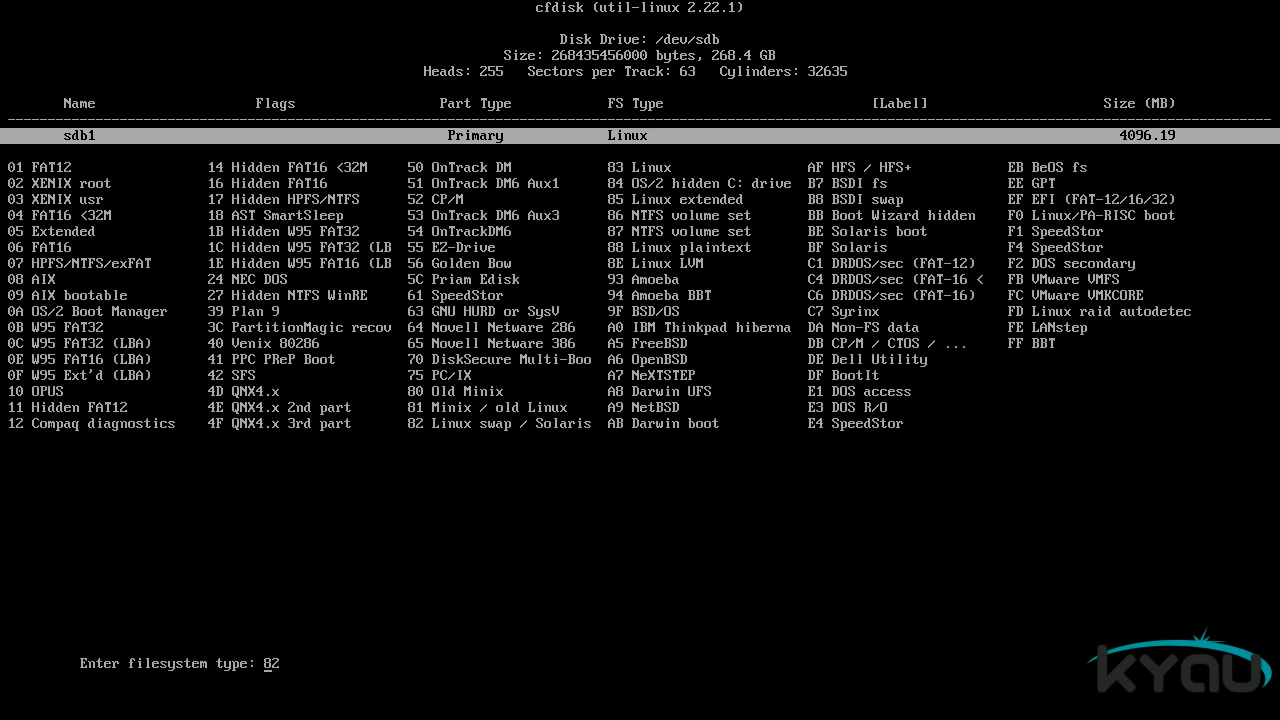 cfdisk (util-linux 2.22.1)
Disk Drive: /dev/sdb
Size: 268435456000 bytes, 268.4 GB
Heads: 255   Sectors per Track: 63   Cylinders: 32635
Name   Flags   Part Type   FS Type   [Label]   Size (MB)
sdb1   Primary   Linux   4096.19
01 FAT12   14 Hidden FAT16 <32M   50 OnTrack DM   83 Linux   AF HFS / HFS+   EB BeOS fs
02 XENIX root   16 Hidden FAT16   51 OnTrack DM6 Aux1   84 OS/2 hidden C: drive   B7 BSDI fs   EE GPT
03 XENIX usr   17 Hidden HPFS/NTFS   52 CP/M   85 Linux extended   B8 BSDI swap   EF EFI (FAT-12/16/32)
04 FAT16 <32M   18 AST SmartSleep   53 OnTrack DM6 Aux3   86 NTFS volume set   BB Boot Wizard hidden   F0 Linux/PA-RISC boot
05 Extended   1B Hidden W95 FAT32   54 OnTrackDM6   87 NTFS volume set   BE Solaris boot   F1 SpeedStor
06 FAT16   1C Hidden W95 FAT32 (LB   55 EZ-Drive   88 Linux plaintext   BF Solaris   F4 SpeedStor
07 HPFS/NTFS/exFAT   1E Hidden W95 FAT16 (LB   56 Golden Bow   8E Linux LVM   C1 DRDOS/sec (FAT-12)   F2 DOS secondary
08 AIX   24 NEC DOS   5C Priam Edisk   93 Amoeba   C4 DRDOS/sec (FAT-16 <   FB VMware VMFS
09 AIX bootable   27 Hidden NTFS WinRE   61 SpeedStor   94 Amoeba BBT   C6 DRDOS/sec (FAT-16)   FC VMware VMKCORE
0A OS/2 Boot Manager   39 Plan 9   63 GNU HURD or SysV   9F BSD/OS   C7 Syrinx   FD Linux raid autodetec
0B W95 FAT32   3C PartitionMagic recov   64 Novell Netware 286   A0 IBM Thinkpad hiberna   DA Non-FS data   FE LANstep
0C W95 FAT32 (LBA)   40 Venix 80286   65 Novell Netware 386   A5 FreeBSD   DB CP/M / CTOS / ...   FF BBT
0E W95 FAT16 (LBA)   41 PPC PReP Boot   70 DiskSecure Multi-Boo   A6 OpenBSD   DE Dell Utility
0F W95 Ext'd (LBA)   42 SFS   75 PC/IX   A7 NeXTSTEP   DF BootIt
10 OPUS   4D QNX4.x   80 Old Minix   A8 Darwin UFS   E1 DOS access
11 Hidden FAT12   4E QNX4.x 2nd part   81 Minix / old Linux   A9 NetBSD   E3 DOS R/O
12 Compaq diagnostics   4F QNX4.x 3rd part   82 Linux swap / Solaris   AB Darwin boot   E4 SpeedStor
Enter filesystem type: 82
kyau